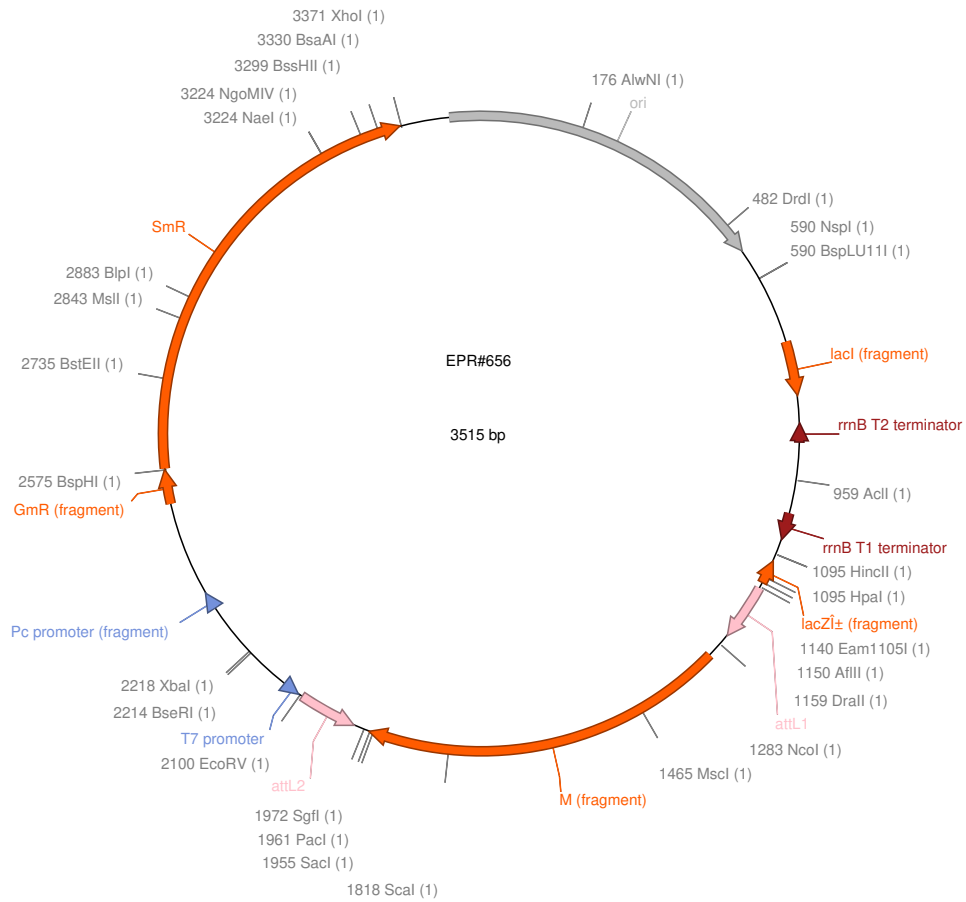 3371 XhoI (1)
3330 BsaAI (1)
3299 BssHII (1)
3224 NgoMIV (1)
3224 NaeI (1)
176 AlwNI (1)
ori
482 DrdI (1)
590 NspI (1)
590 BspLU11I (1)
SmR
2883 BlpI (1)
2843 MslI (1)
2735 BstEII (1)
EPR#656
3515 bp
lacI (fragment)
rrnB T2 terminator
959 AclI (1)
2575 BspHI (1)
GmR (fragment)
rrnB T1 terminator
1095 HincII (1)
1095 HpaI (1)
lacZÎ± (fragment)
1140 Eam1105I (1)
1150 AflII (1)
1159 DraII (1)
attL1
1283 NcoI (1)
1465 MscI (1)
M (fragment)
Pc promoter (fragment)
2218 XbaI (1)
2214 BseRI (1)
T7 promoter
2100 EcoRV (1)
attL2
1972 SgfI (1)
1961 PacI (1)
1955 SacI (1)
1818 ScaI (1)